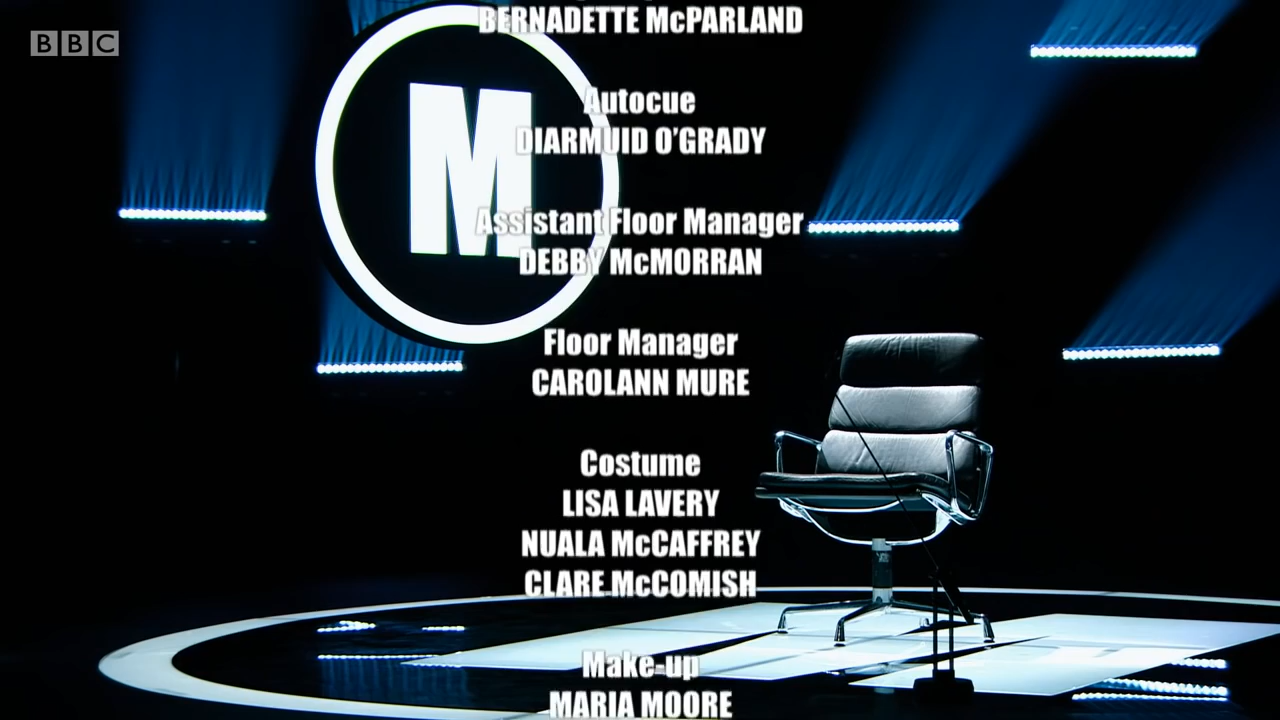 BBC
BERNADETTE McPARLAND
M
Autocue
DIARMUID O'GRADY
Assistant Floor Manager
DEBBY McMORRAN
Floor Manager
CAROLANN MURE
Costume
LISA LAVERY
NUALA McCAFFREY
CLARE McCOMISH
Make-up
MARIA MOORE